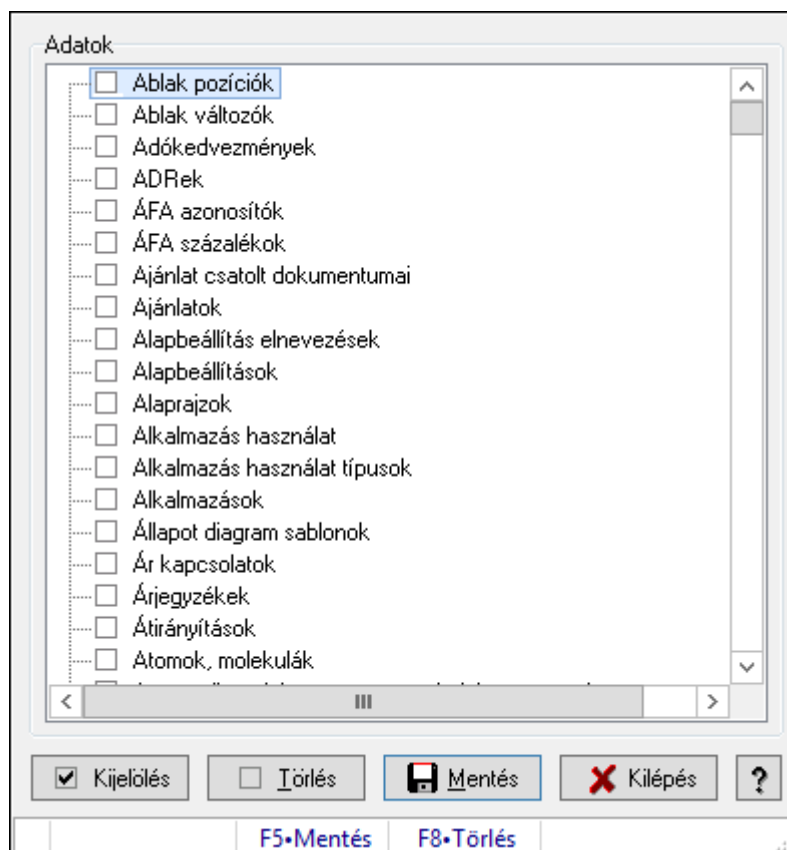 Adatok
Ablak pozíciók
Ablak változók
Adókedvezmények
ADRek
ÁFA azonosítók
ÁFA százalékok
Ajánlat csatolt dokumentumai
Ajánlatok
Alapbeállítás elnevezések
Alapbeállítások
Alaprajzok
Alkalmazás használat
Alkalmazás használat típusok
Alkalmazások
Állapot diagram sablonok
Ár kapcsolatok
Árjegyzékek
Átirányítások
Atomok, molekulák
Kijelölés Törlés Mentés Kilépés ?
F5•Mentés F8•Törlés